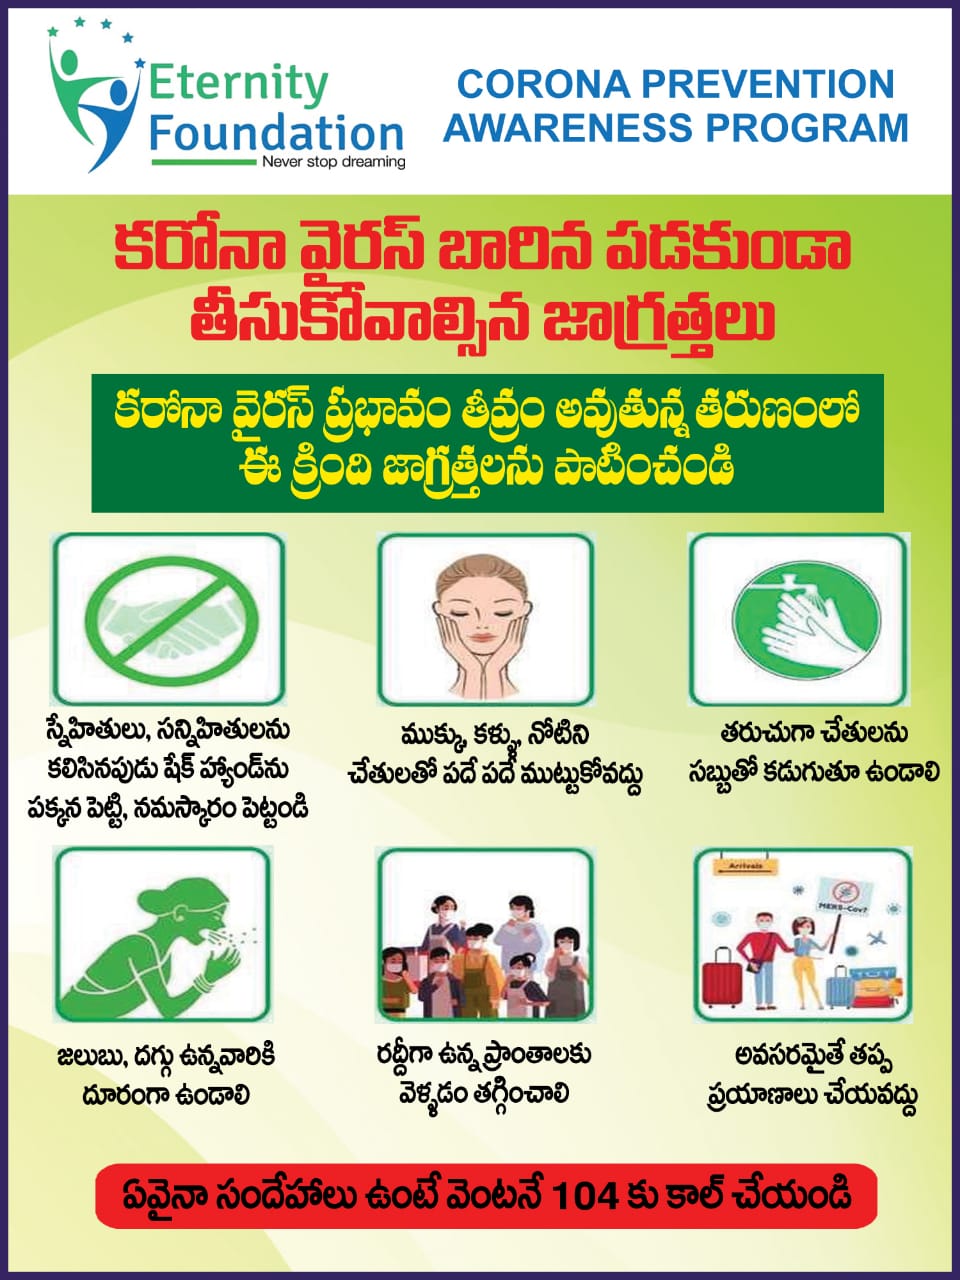 Eternity
Foundation
Never stop dreaming
CORONA PREVENTION
AWARENESS PROGRAM
కరోనా వైరస్ బారిన పడకుండా
తీసుకోవాల్సిన జాగ్రత్తలు
కరోనా వైరస్ ప్రభావం తీవ్రం అవుతున్న తరుణంలో
ఈ క్రింది జాగ్రత్తలను పాటించండి
స్నేహితులు, సన్నిహితులను
కలిసినపుడు షేక్ హ్యాండ్‌ను
పక్కన పెట్టి, నమస్కారం పెట్టండి
ముక్కు, కళ్ళు, నోటిని
చేతులతో పదే పదే ముట్టుకోవద్దు
తరుచుగా చేతులను
సబ్బుతో కడుగుతూ ఉండాలి
Arrivals
MERS-Cov?
జలుబు, దగ్గు ఉన్నవారికి
దూరంగా ఉండాలి
రద్దీగా ఉన్న ప్రాంతాలకు
వెళ్ళడం తగ్గించాలి
అవసరమైతే తప్ప
ప్రయాణాలు చేయవద్దు
ఏవైనా సందేహాలు ఉంటే వెంటనే 104 కు కాల్ చేయండి